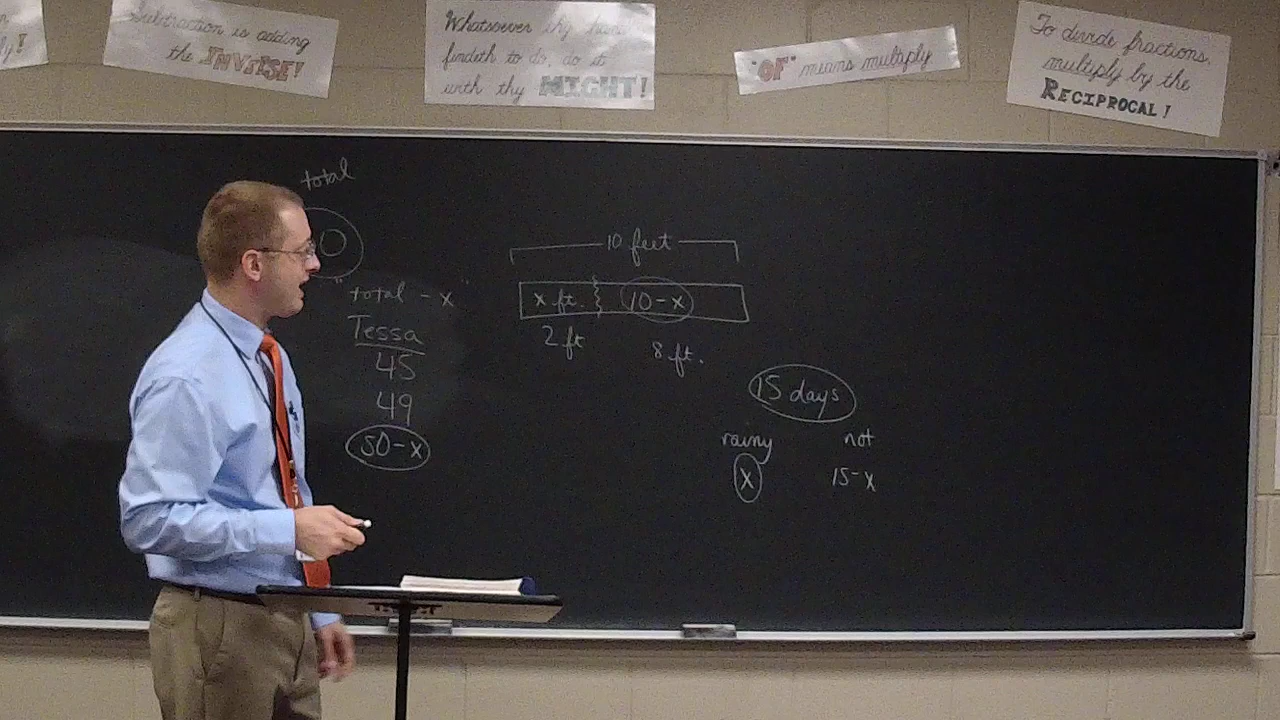 ly!
Subtraction is adding
the INVERSE!
Whatsoever thy hand
findeth to do, do it
with thy MIGHT!
"OF" means multiply
To divide fractions,
multiply by the
RECIPROCAL!
total
0
"total - x"
Tessa
45
49
50-x
10 feet
x ft. 10-x
2 ft 8 ft.
15 days
rainy not
x 15-x